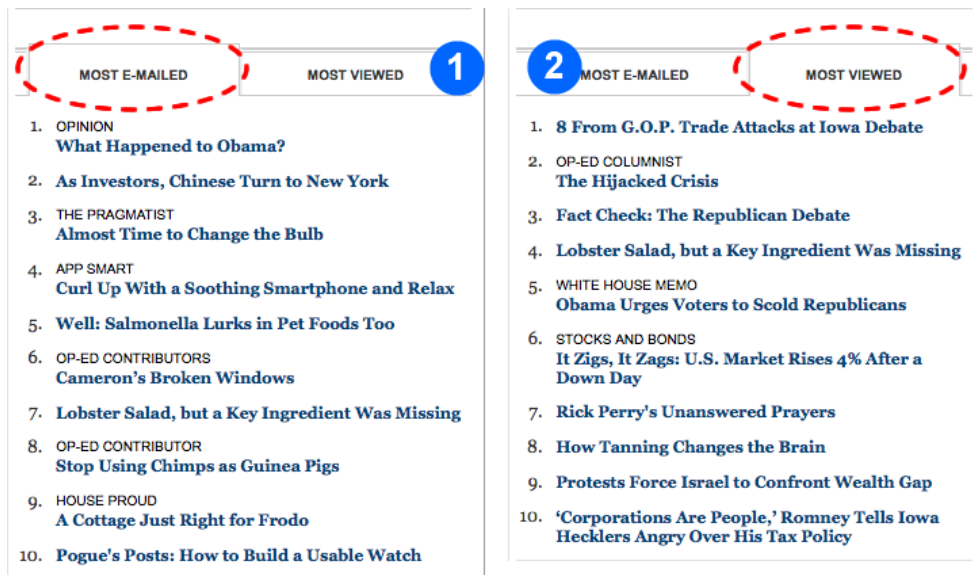 MOST E-MAILED
MOST VIEWED
1
1. OPINION
What Happened to Obama?
2. As Investors, Chinese Turn to New York
3. THE PRAGMATIST
Almost Time to Change the Bulb
4. APP SMART
Curl Up With a Soothing Smartphone and Relax
5. Well: Salmonella Lurks in Pet Foods Too
6. OP-ED CONTRIBUTORS
Cameron's Broken Windows
7. Lobster Salad, but a Key Ingredient Was Missing
8. OP-ED CONTRIBUTOR
Stop Using Chimps as Guinea Pigs
9. HOUSE PROUD
A Cottage Just Right for Frodo
10. Pogue's Posts: How to Build a Usable Watch
2
MOST E-MAILED
MOST VIEWED
1. 8 From G.O.P. Trade Attacks at Iowa Debate
2. OP-ED COLUMNIST
The Hijacked Crisis
3. Fact Check: The Republican Debate
4. Lobster Salad, but a Key Ingredient Was Missing
5. WHITE HOUSE MEMO
Obama Urges Voters to Scold Republicans
6. STOCKS AND BONDS
It Zigs, It Zags: U.S. Market Rises 4% After a
Down Day
7. Rick Perry's Unanswered Prayers
8. How Tanning Changes the Brain
9. Protests Force Israel to Confront Wealth Gap
10. ‘Corporations Are People,’ Romney Tells Iowa
Hecklers Angry Over His Tax Policy